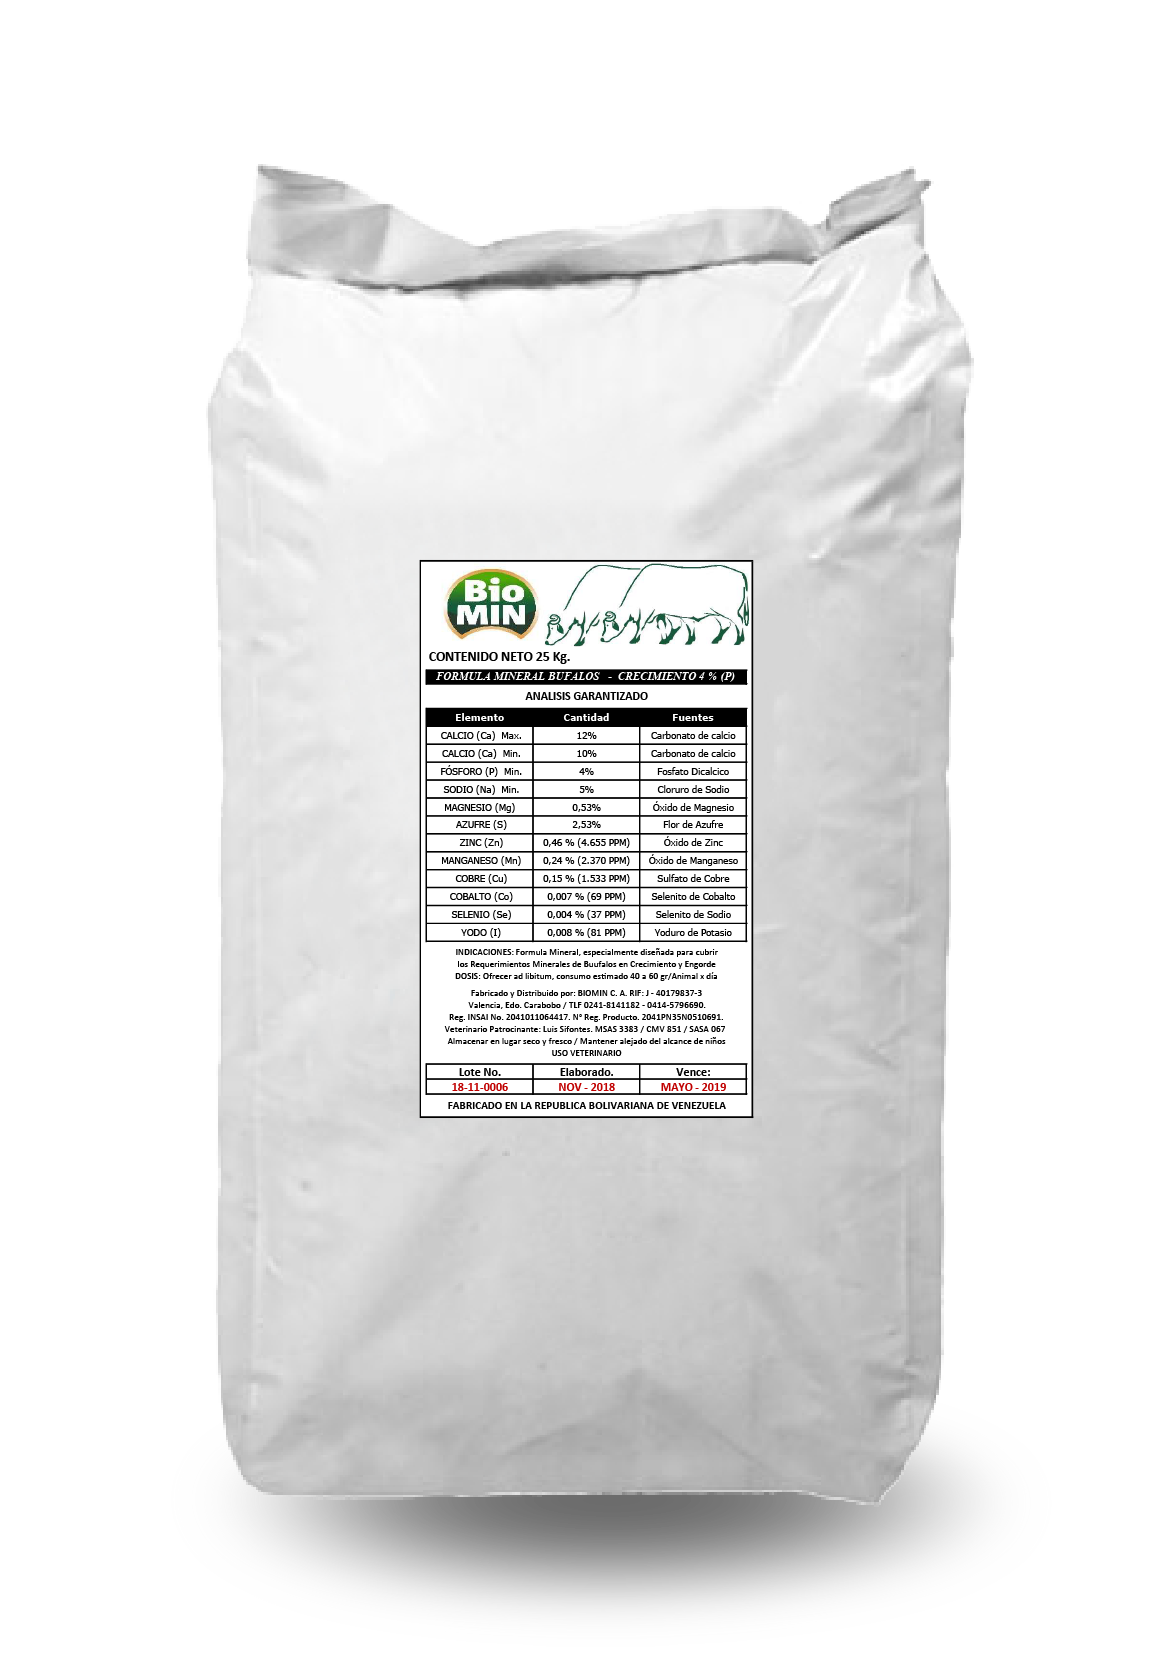 Bio
MIN
CONTENIDO NETO 25 Kg.
FORMULA MINERAL BUFALOS - CRECIMIENTO 4 % (P)
ANALISIS GARANTIZADO
Elemento Cantidad Fuentes
CALCIO (Ca) Max. 12% Carbonato de calcio
CALCIO (Ca) Min. 10% Carbonato de calcio
FÓSFORO (P) Min. 4% Fosfato Dicalcico
SODIO (Na) Min. 5% Cloruro de Sodio
MAGNESIO (Mg) 0,53% Óxido de Magnesio
AZUFRE (S) 2,53% Flor de Azufre
ZINC (Zn) 0,46 % (4.655 PPM) Óxido de Zinc
MANGANESO (Mn) 0,24 % (2.370 PPM) Óxido de Manganeso
COBRE (Cu) 0,15 % (1.533 PPM) Sulfato de Cobre
COBALTO (Co) 0,007 % (69 PPM) Selenito de Cobalto
SELENIO (Se) 0,004 % (37 PPM) Selenito de Sodio
YODO (I) 0,008 % (81 PPM) Yoduro de Potasio
INDICACIONES: Formula Mineral, especialmente diseñada para cubrir
los Requerimientos Minerales de Buufalos en Crecimiento y Engorde
DOSIS: Ofrecer ad libitum, consumo estimado 40 a 60 gr/Animal x día
Fabricado y Distribuido por: BIOMIN C. A. RIF: J - 40179837-3
Valencia, Edo. Carabobo / TLF 0241-8141182 - 0414-5796690.
Reg. INSAI No. 2041011064417. N° Reg. Producto. 2041PN35N0510691.
Veterinario Patrocinante: Luis Sifontes. MSAS 3383 / CMV 851 / SASA 067
Almacenar en lugar seco y fresco / Mantener alejado del alcance de niños
USO VETERINARIO
Lote No. Elaborado. Vence:
18-11-0006 NOV - 2018 MAYO - 2019
FABRICADO EN LA REPUBLICA BOLIVARIANA DE VENEZUELA